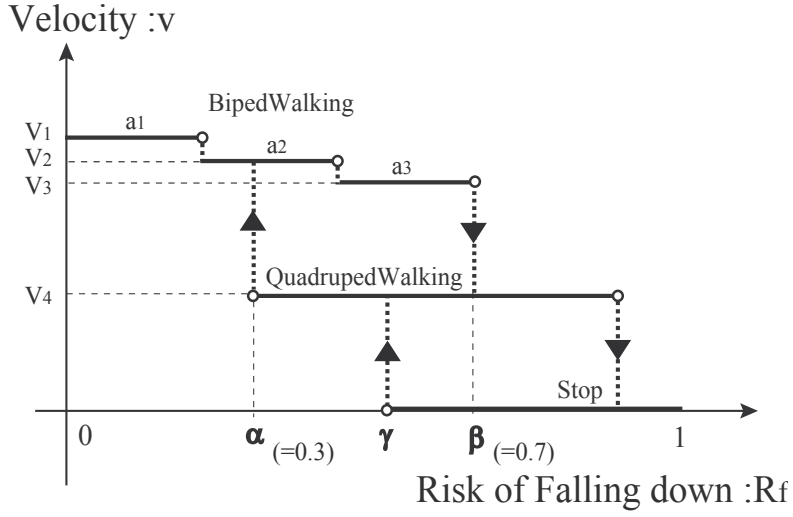 Velocity :v
BipedWalking
V1
a1
V2
a2
V3
a3
V4
QuadrupedWalking
Stop
0
α (=0.3)
γ
β (=0.7)
1
Risk of Falling down :Rf